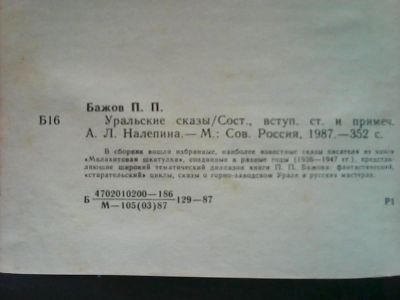 Бажов П. П.
Б16 Уральские сказы/Сост., вступ. ст. и примеч.
А. Л. Налепина.— М.: Сов. Россия, 1987.—352 с.
В сборник вошли избранные, наиболее известные сказы писателя из книги
«Малахитовая шкатулка», созданные в разные годы (1936—1947 гг.), представ-
ляющие широкий тематический диапазон книги П. П. Бажова: фантастический,
«старательский» циклы, сказы о горно-заводском Урале и русских мастерах.
Б 4702010200—186
М—105(03)87 129—87 Р1